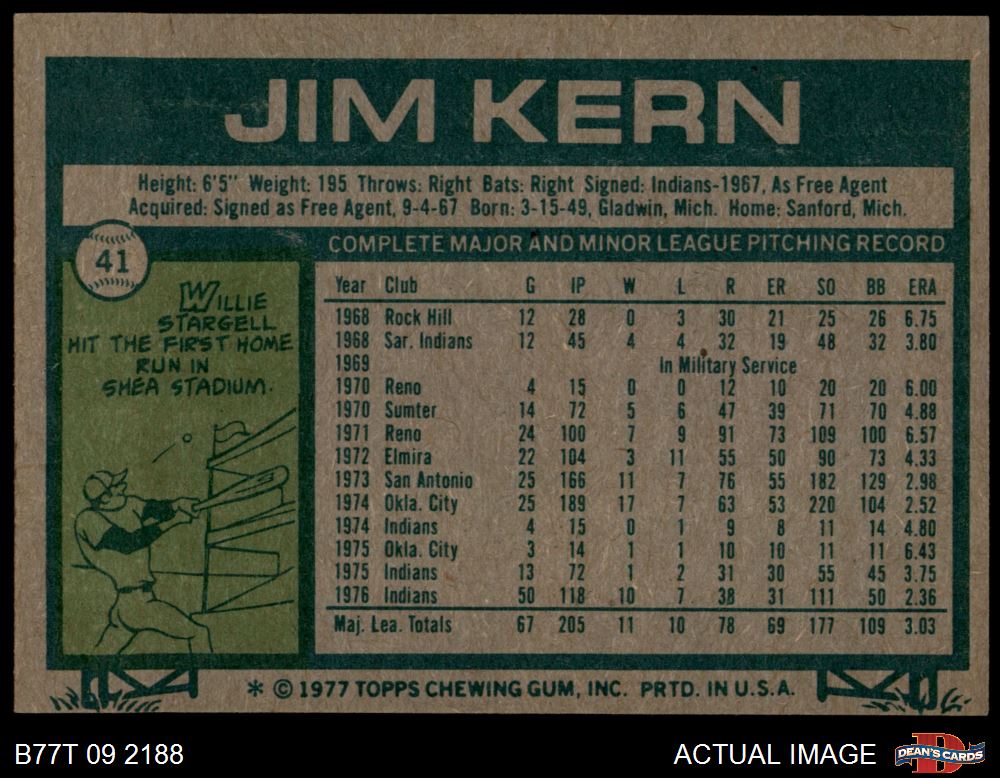 JIM KERN
Height: 6'5" Weight: 195 Throws: Right Bats: Right Signed: Indians-1967, As Free Agent
Acquired: Signed as Free Agent, 9-4-67 Born: 3-15-49, Gladwin, Mich. Home: Sanford, Mich.
41
WILLIE
STARGELL
HIT THE FIRST HOME
RUN IN
SHEA STADIUM.
COMPLETE MAJOR AND MINOR LEAGUE PITCHING RECORD
Year Club G IP W L R ER SO BB ERA
1968 Rock Hill 12 28 0 3 30 21 25 26 6.75
1968 Sar. Indians 12 45 4 4 32 19 48 32 3.80
1969 In Military Service
1970 Reno 4 15 0 0 12 10 20 20 6.00
1970 Sumter 14 72 5 6 47 39 71 70 4.88
1971 Reno 24 100 7 9 91 73 109 100 6.57
1972 Elmira 22 104 3 11 55 50 90 73 4.33
1973 San Antonio 25 166 11 7 76 55 182 129 2.98
1974 Okla. City 25 189 17 7 63 53 220 104 2.52
1974 Indians 4 15 0 1 9 8 11 14 4.80
1975 Okla. City 3 14 1 1 10 10 11 11 6.43
1975 Indians 13 72 1 2 31 30 55 45 3.75
1976 Indians 50 118 10 7 38 31 111 50 2.36
Maj. Lea. Totals 67 205 11 10 78 69 177 109 3.03
* © 1977 TOPPS CHEWING GUM, INC. PRTD. IN U.S.A.
B77T 09 2188
ACTUAL IMAGE
DEAN'S CARDS